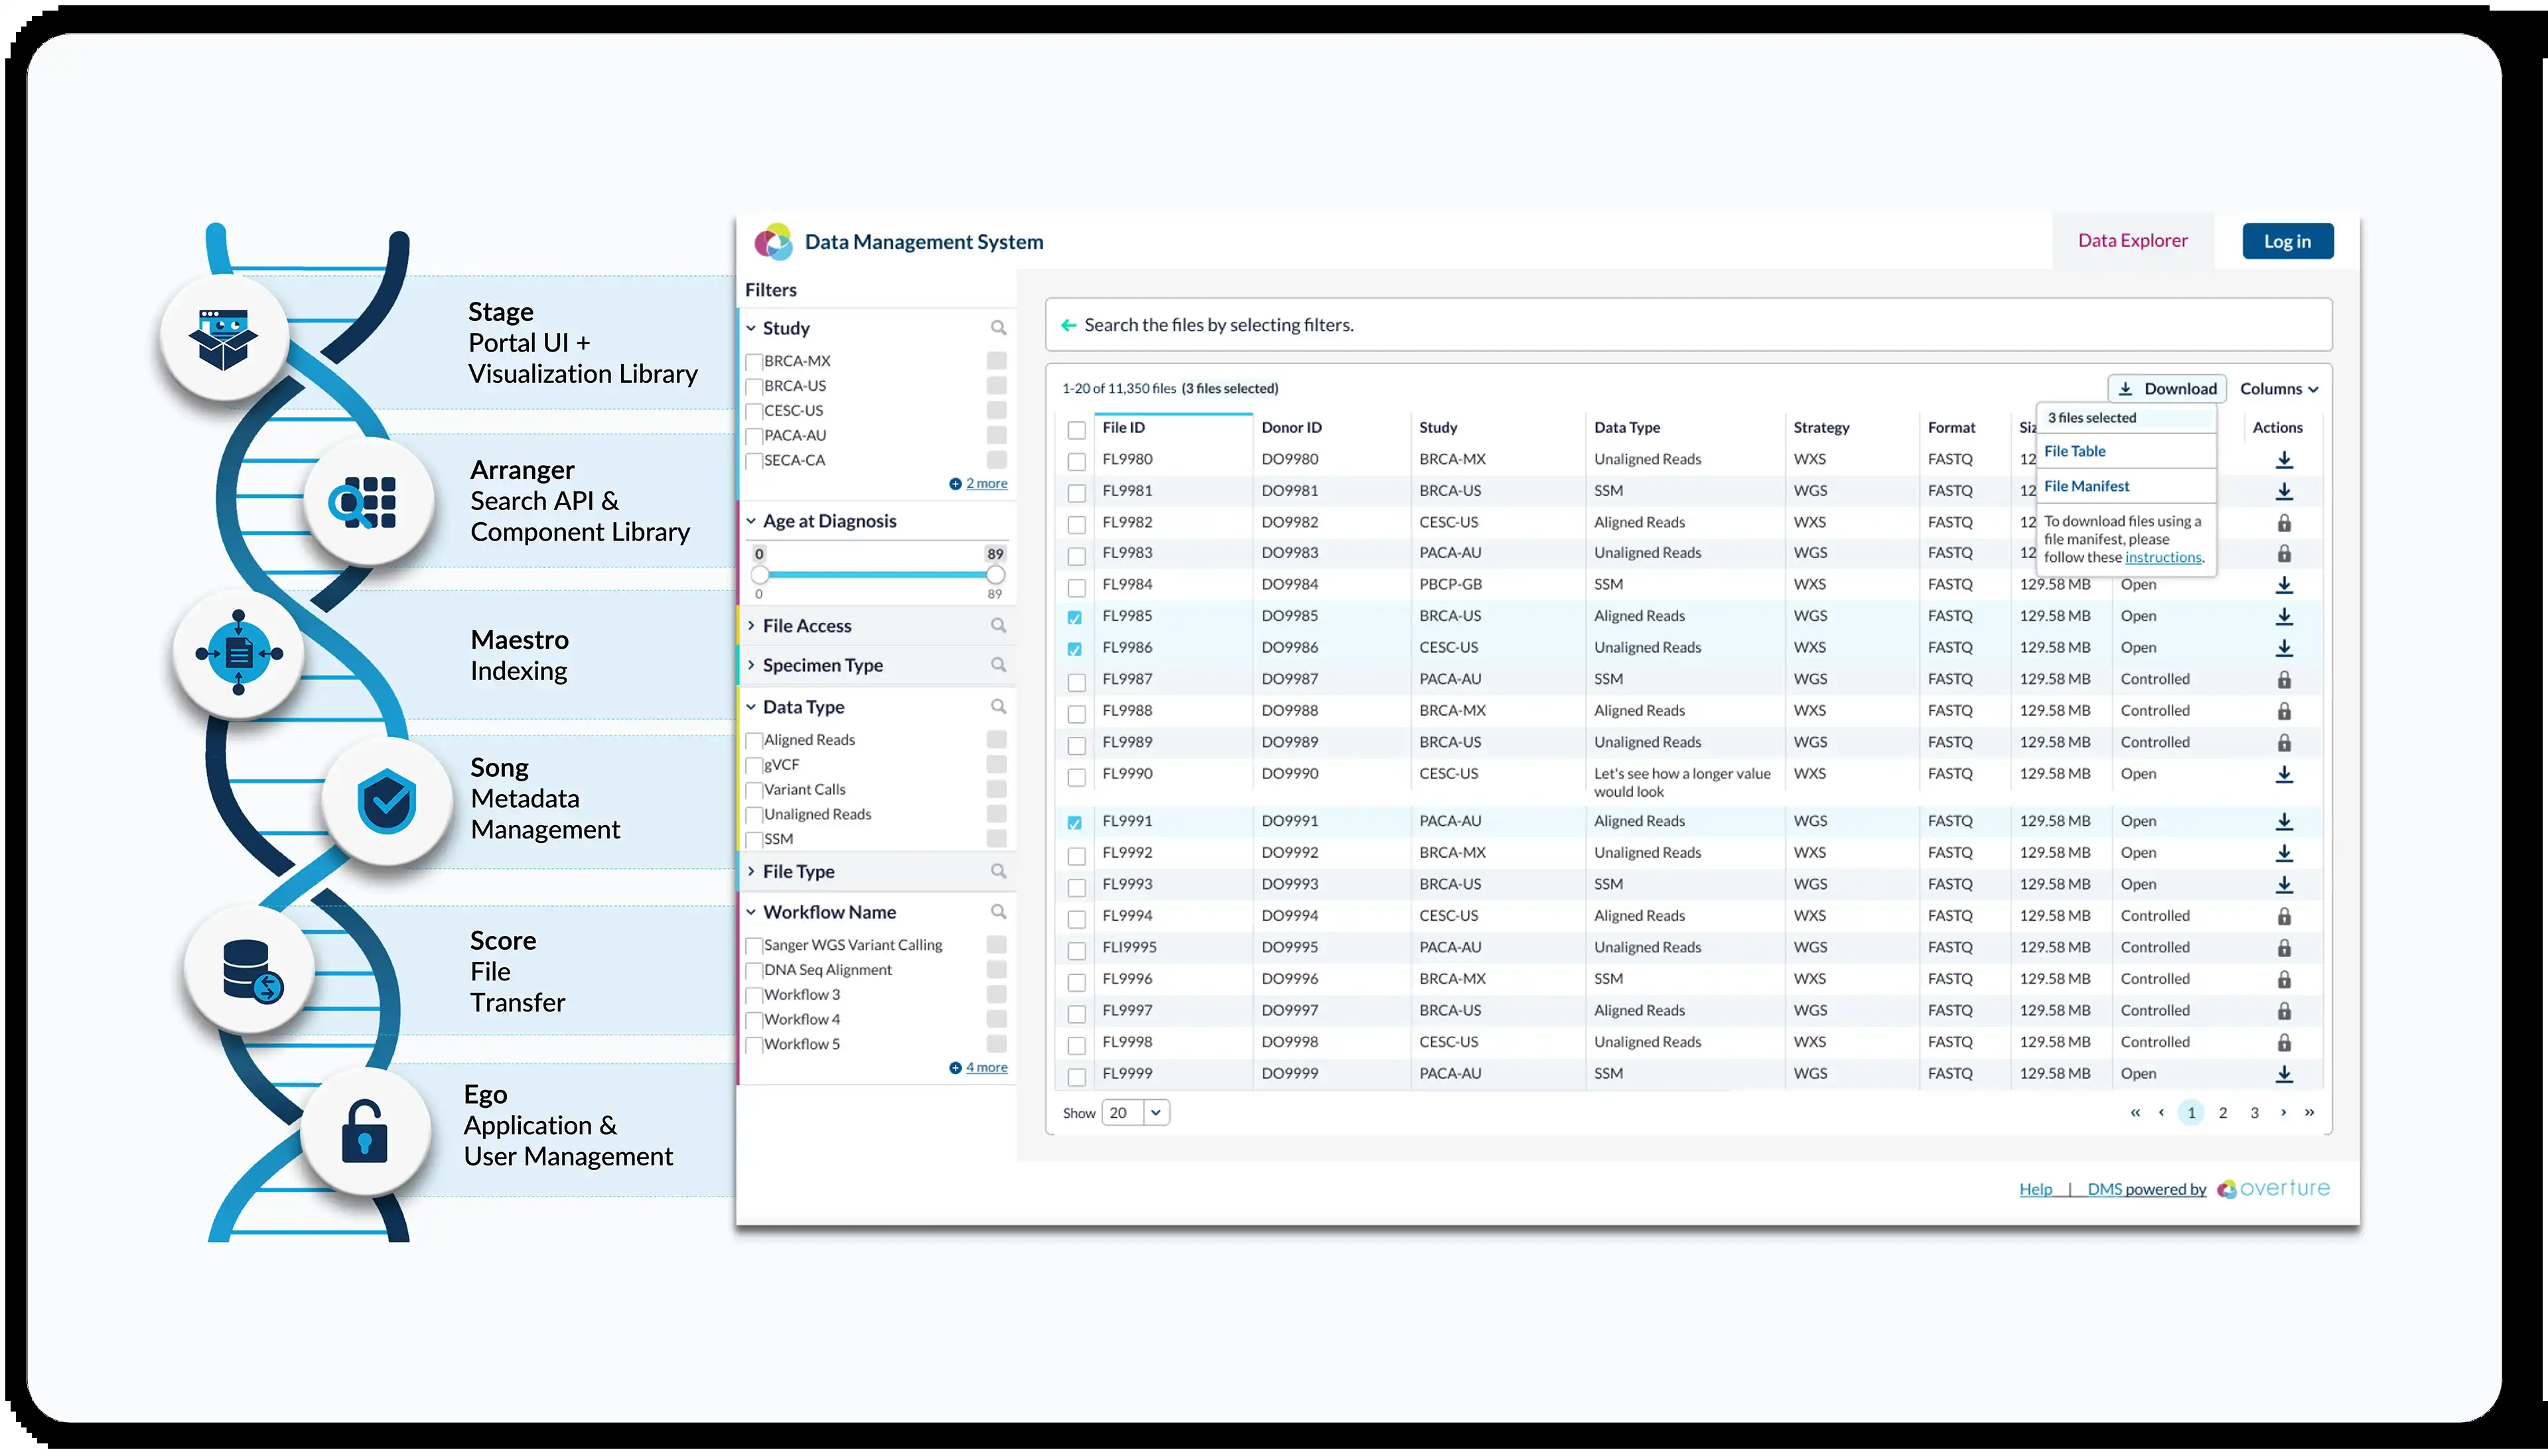 Stage
Portal UI +
Visualization Library
Arranger
Search API &
Component Library
Maestro
Indexing
Song
Metadata
Management
Score
File
Transfer
Ego
Application &
User Management
Data Management System
Data Explorer
Log in
Filters
Study
BRCA-MX
BRCA-US
CESC-US
PACA-AU
SECA-CA
2 more
Age at Diagnosis
0 89
0 89
File Access
Specimen Type
Data Type
Aligned Reads
gVCF
Variant Calls
Unaligned Reads
SSM
File Type
Workflow Name
Sanger WGS Variant Calling
DNA Seq Alignment
Workflow 3
Workflow 4
Workflow 5
4 more
Search the files by selecting filters.
1-20 of 11,350 files (3 files selected)
Download
Columns
3 files selected
File Table
File Manifest
To download files using a
file manifest, please
follow these instructions.
File ID Donor ID Study Data Type Strategy Format Siz Actions
FL9980 DO9980 BRCA-MX Unaligned Reads WXS FASTQ 12
FL9981 DO9981 BRCA-US SSM WGS FASTQ 12
FL9982 DO9982 CESC-US Aligned Reads WXS FASTQ 12
FL9983 DO9983 PACA-AU Unaligned Reads WGS FASTQ 12
FL9984 DO9984 PBCP-GB SSM WXS FASTQ 129.58 MB Open
FL9985 DO9985 BRCA-US Aligned Reads WGS FASTQ 129.58 MB Open
FL9986 DO9986 CESC-US Unaligned Reads WXS FASTQ 129.58 MB Open
FL9987 DO9987 PACA-AU SSM WGS FASTQ 129.58 MB Controlled
FL9988 DO9988 BRCA-MX Aligned Reads WXS FASTQ 129.58 MB Controlled
FL9989 DO9989 BRCA-US Unaligned Reads WGS FASTQ 129.58 MB Controlled
FL9990 DO9990 CESC-US Let's see how a longer value WXS FASTQ 129.58 MB Open
would look
FL9991 DO9991 PACA-AU Aligned Reads WGS FASTQ 129.58 MB Open
FL9992 DO9992 BRCA-MX Unaligned Reads WXS FASTQ 129.58 MB Open
FL9993 DO9993 BRCA-US SSM WGS FASTQ 129.58 MB Open
FL9994 DO9994 CESC-US Aligned Reads WXS FASTQ 129.58 MB Controlled
FLI9995 DO9995 PACA-AU Unaligned Reads WGS FASTQ 129.58 MB Controlled
FL9996 DO9996 BRCA-MX SSM WXS FASTQ 129.58 MB Controlled
FL9997 DO9997 BRCA-US Aligned Reads WGS FASTQ 129.58 MB Controlled
FL9998 DO9998 CESC-US Unaligned Reads WXS FASTQ 129.58 MB Controlled
FL9999 DO9999 PACA-AU SSM WGS FASTQ 129.58 MB Open
Show 20
« ‹ 1 2 3 › »
Help | DMS powered by overture